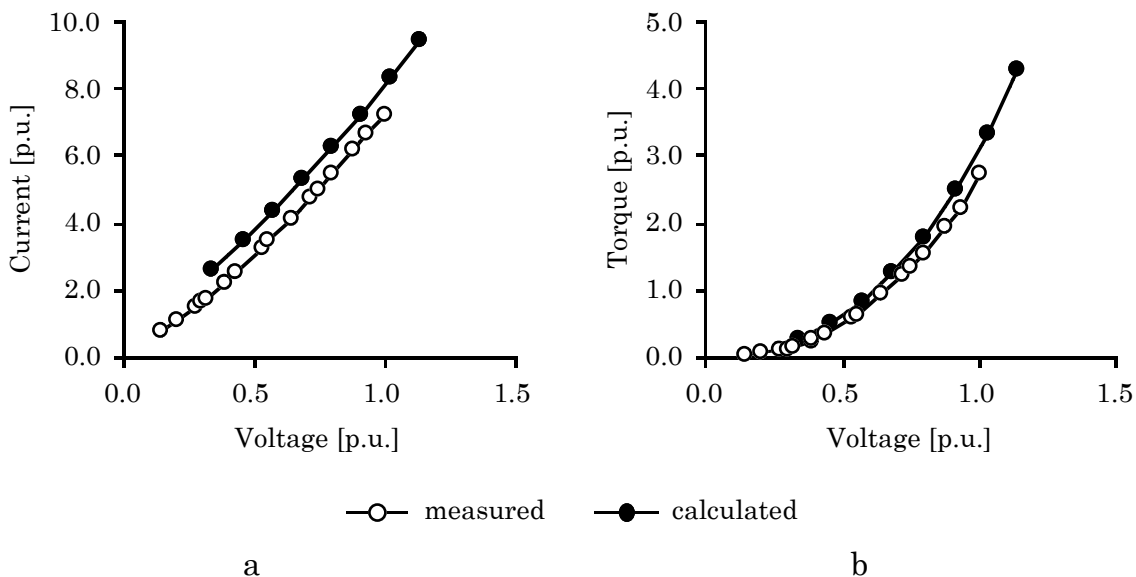 10.0
8.0
6.0
4.0
2.0
0.0
Current [p.u.]
0.0 0.5 1.0 1.5
Voltage [p.u.]
5.0
4.0
3.0
2.0
1.0
0.0
Torque [p.u.]
0.0 0.5 1.0 1.5
Voltage [p.u.]
measured calculated
a b